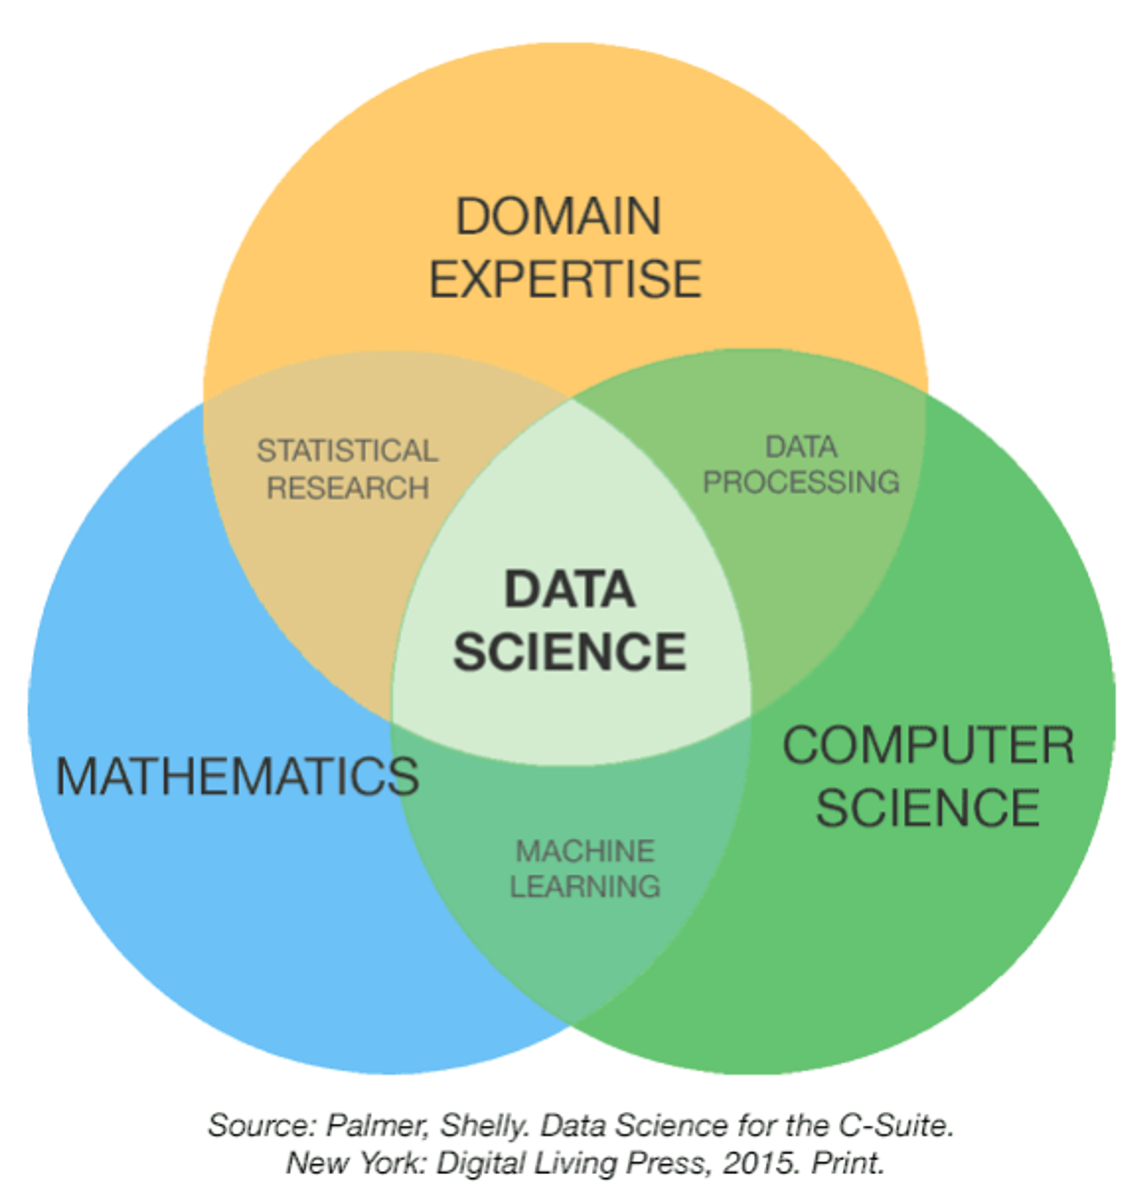 DOMAIN
EXPERTISE
STATISTICAL
RESEARCH
DATA
PROCESSING
DATA
SCIENCE
MATHEMATICS
COMPUTER
SCIENCE
MACHINE
LEARNING
Source: Palmer, Shelly. Data Science for the C-Suite.
New York: Digital Living Press, 2015. Print.